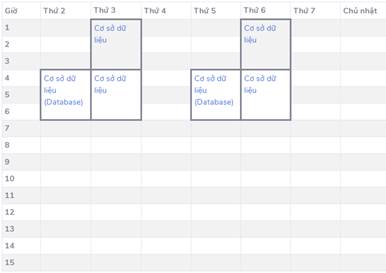 Giờ Thứ 2 Thứ 3 Thứ 4 Thứ 5 Thứ 6 Thứ 7 Chủ nhật
1 Cơ sở dữ Cơ sở dữ
2 liệu liệu
3
4 Cơ sở dữ Cơ sở dữ Cơ sở dữ Cơ sở dữ
5 liệu liệu liệu liệu
6 (Database) (Database)
7
8
9
10
11
12
13
14
15